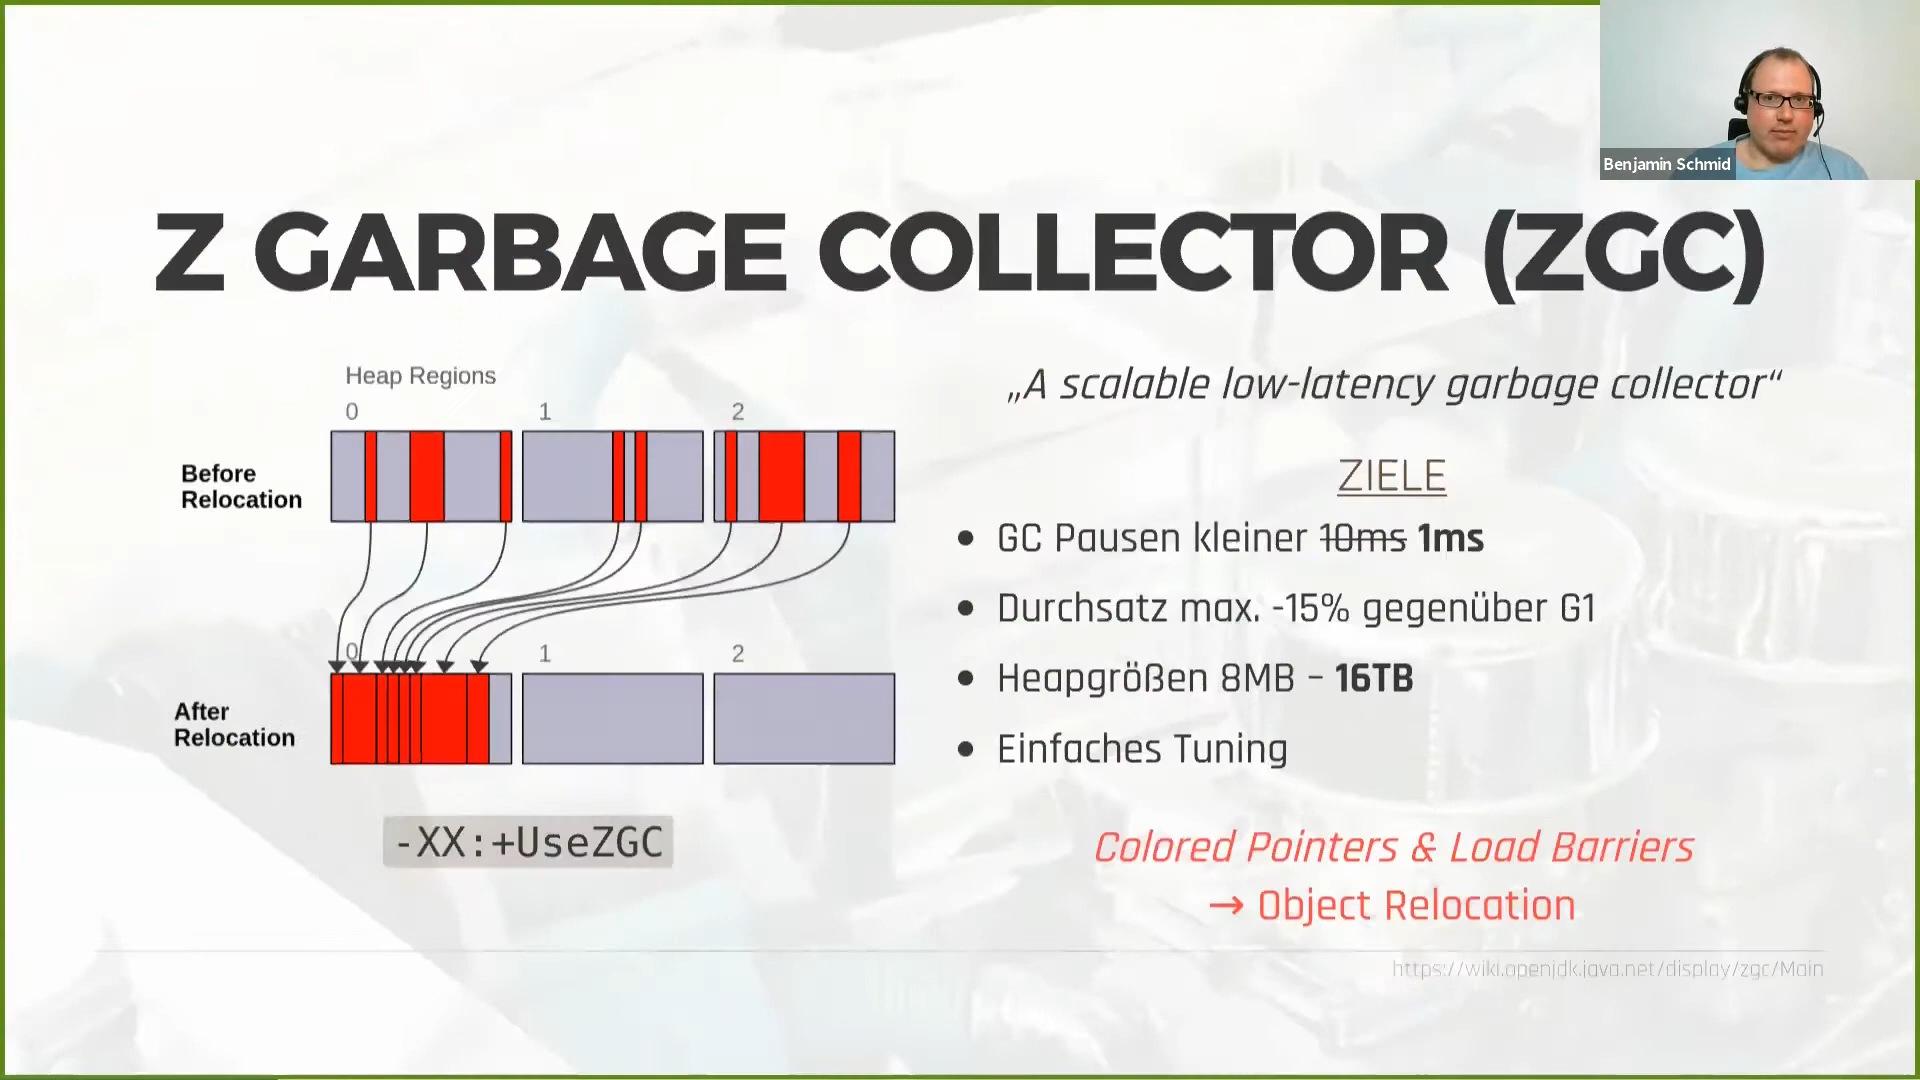 Benjamin Schmid
Z GARBAGE COLLECTOR (ZGC)
Heap Regions
0 1 2
Before
Relocation
0 1 2
After
Relocation
-XX:+UseZGC
„A scalable low-latency garbage collector“
ZIELE
• GC Pausen kleiner 10ms 1ms
• Durchsatz max. -15% gegenüber G1
• Heapgrößen 8MB – 16TB
• Einfaches Tuning
Colored Pointers & Load Barriers
→ Object Relocation
https://wiki.openjdk.java.net/display/zgc/Main